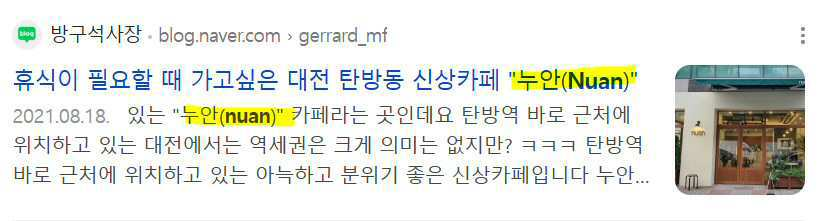 blog
방구석사장 · blog.naver.com › gerrard_mf
휴식이 필요할 때 가고싶은 대전 탄방동 신상카페 "누안(Nuan)"
2021.08.18. 있는 "누안(nuan)" 카페라는 곳인데요 탄방역 바로 근처에
위치하고 있는 대전에서는 역세권은 크게 의미는 없지만? ㅋㅋㅋ 탄방역
바로 근처에 위치하고 있는 아늑하고 분위기 좋은 신상카페입니다 누안...
nuan